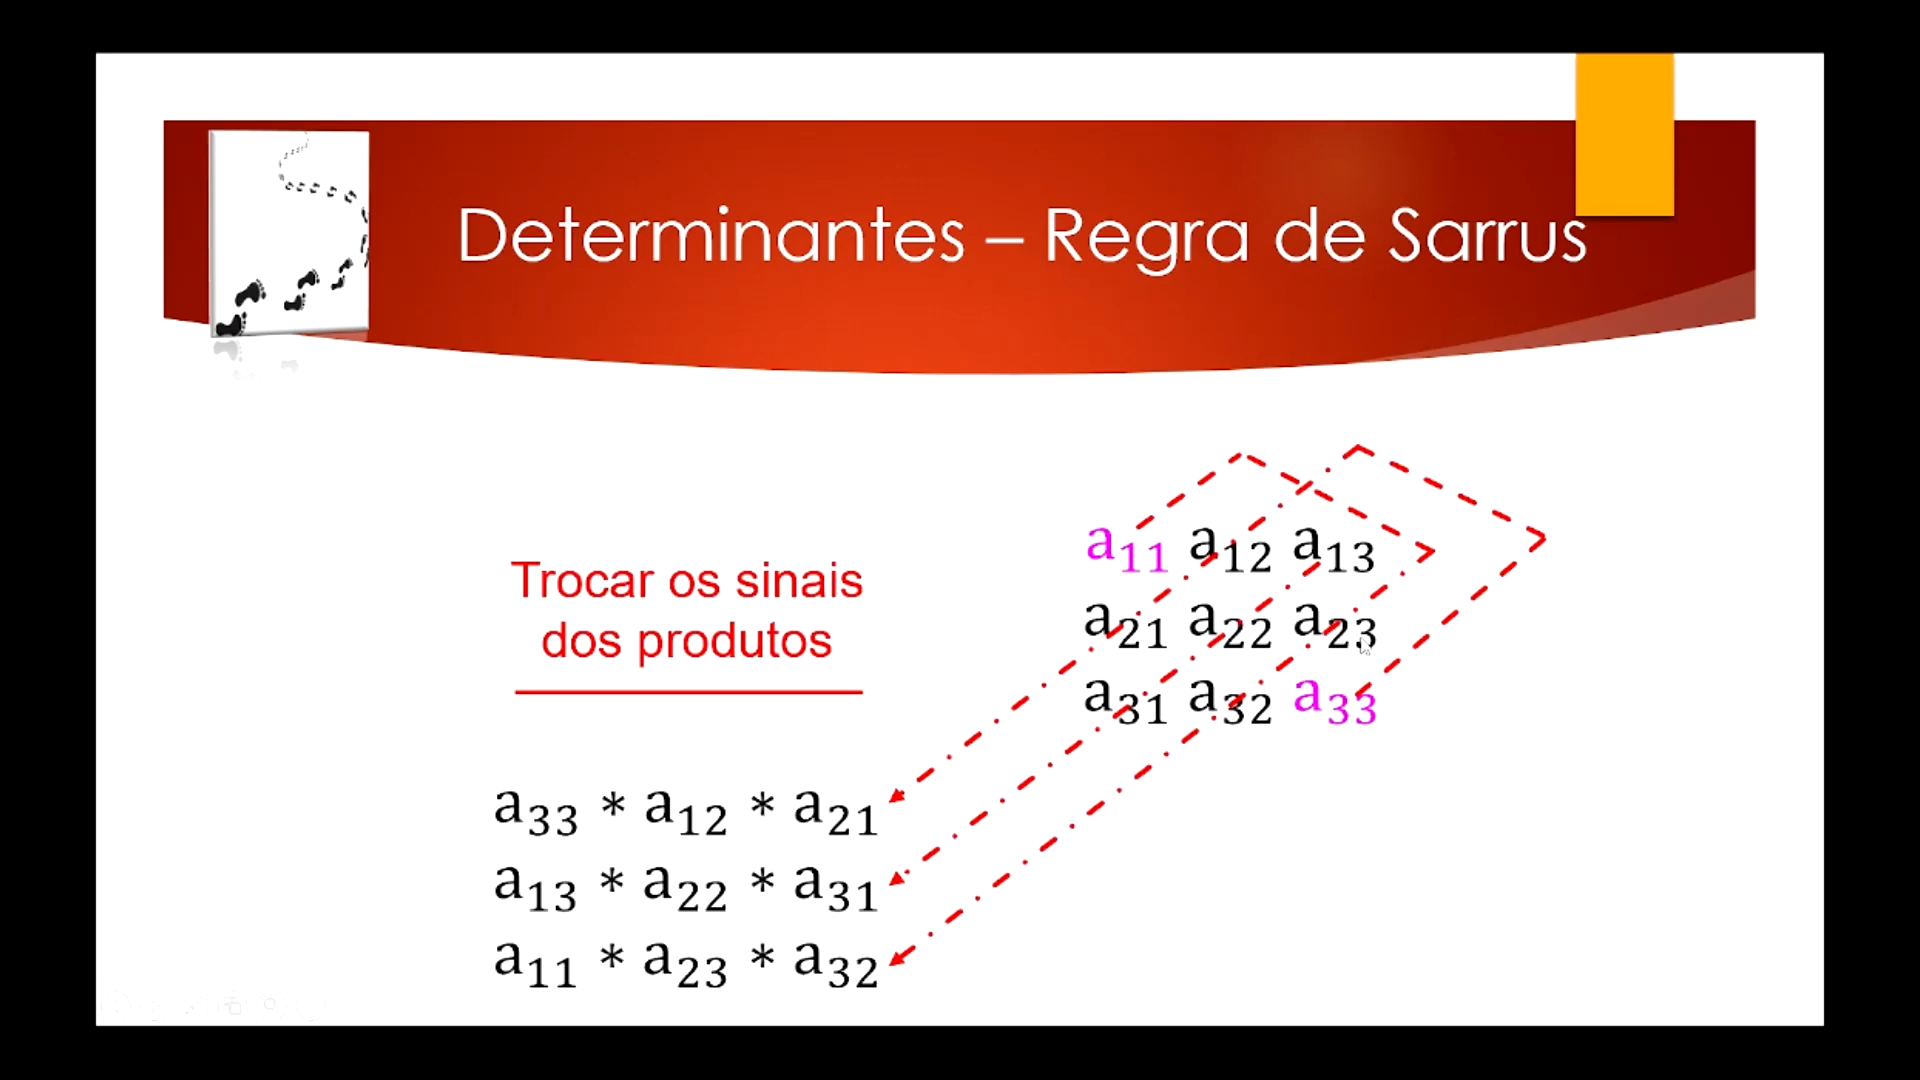 Determinantes – Regra de Sarrus
Trocar os sinais
dos produtos
a₁₁ a₁₂ a₁₃
a₂₁ a₂₂ a₂₃
a₃₁ a₃₂ a₃₃
a₃₃ * a₁₂ * a₂₁
a₁₃ * a₂₂ * a₃₁
a₁₁ * a₂₃ * a₃₂